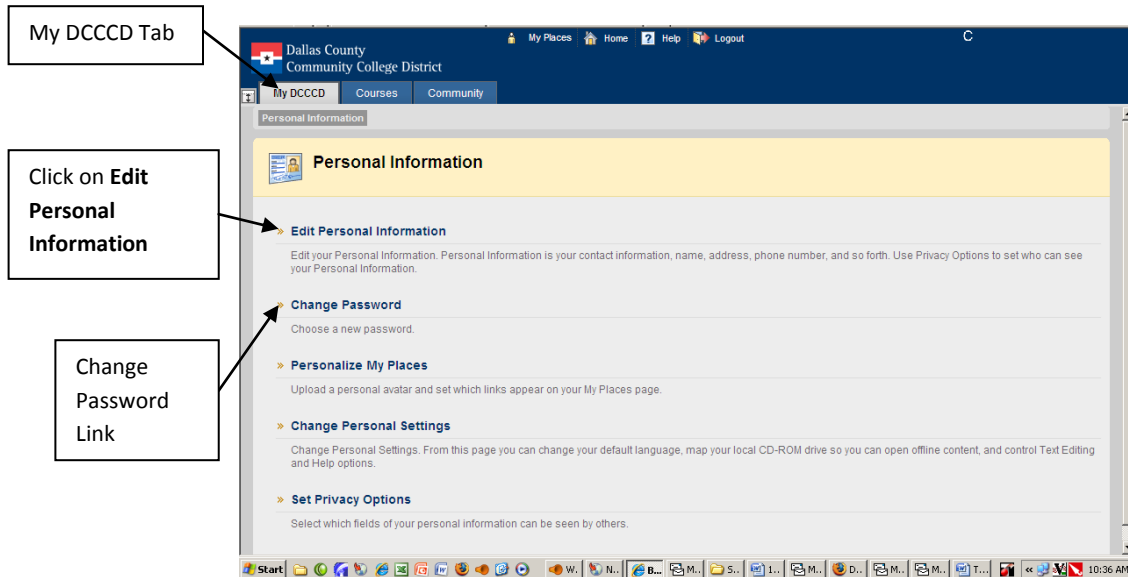 My DCCCD Tab
My Places Home Help Logout C
Dallas County
Community College District
My DCCCD Courses Community
Personal Information
Personal Information
Click on Edit
Personal
Information
» Edit Personal Information
Edit your Personal Information. Personal Information is your contact information, name, address, phone number, and so forth. Use Privacy Options to set who can see
your Personal Information.
» Change Password
Choose a new password.
Change
Password
Link
» Personalize My Places
Upload a personal avatar and set which links appear on your My Places page.
» Change Personal Settings
Change Personal Settings. From this page you can change your default language, map your local CD-ROM drive so you can open offline content, and control Text Editing
and Help options.
» Set Privacy Options
Select which fields of your personal information can be seen by others.
Start W.. N.. B... M.. S.. 1.. M.. D.. M.. M.. T... « 10:36 AM